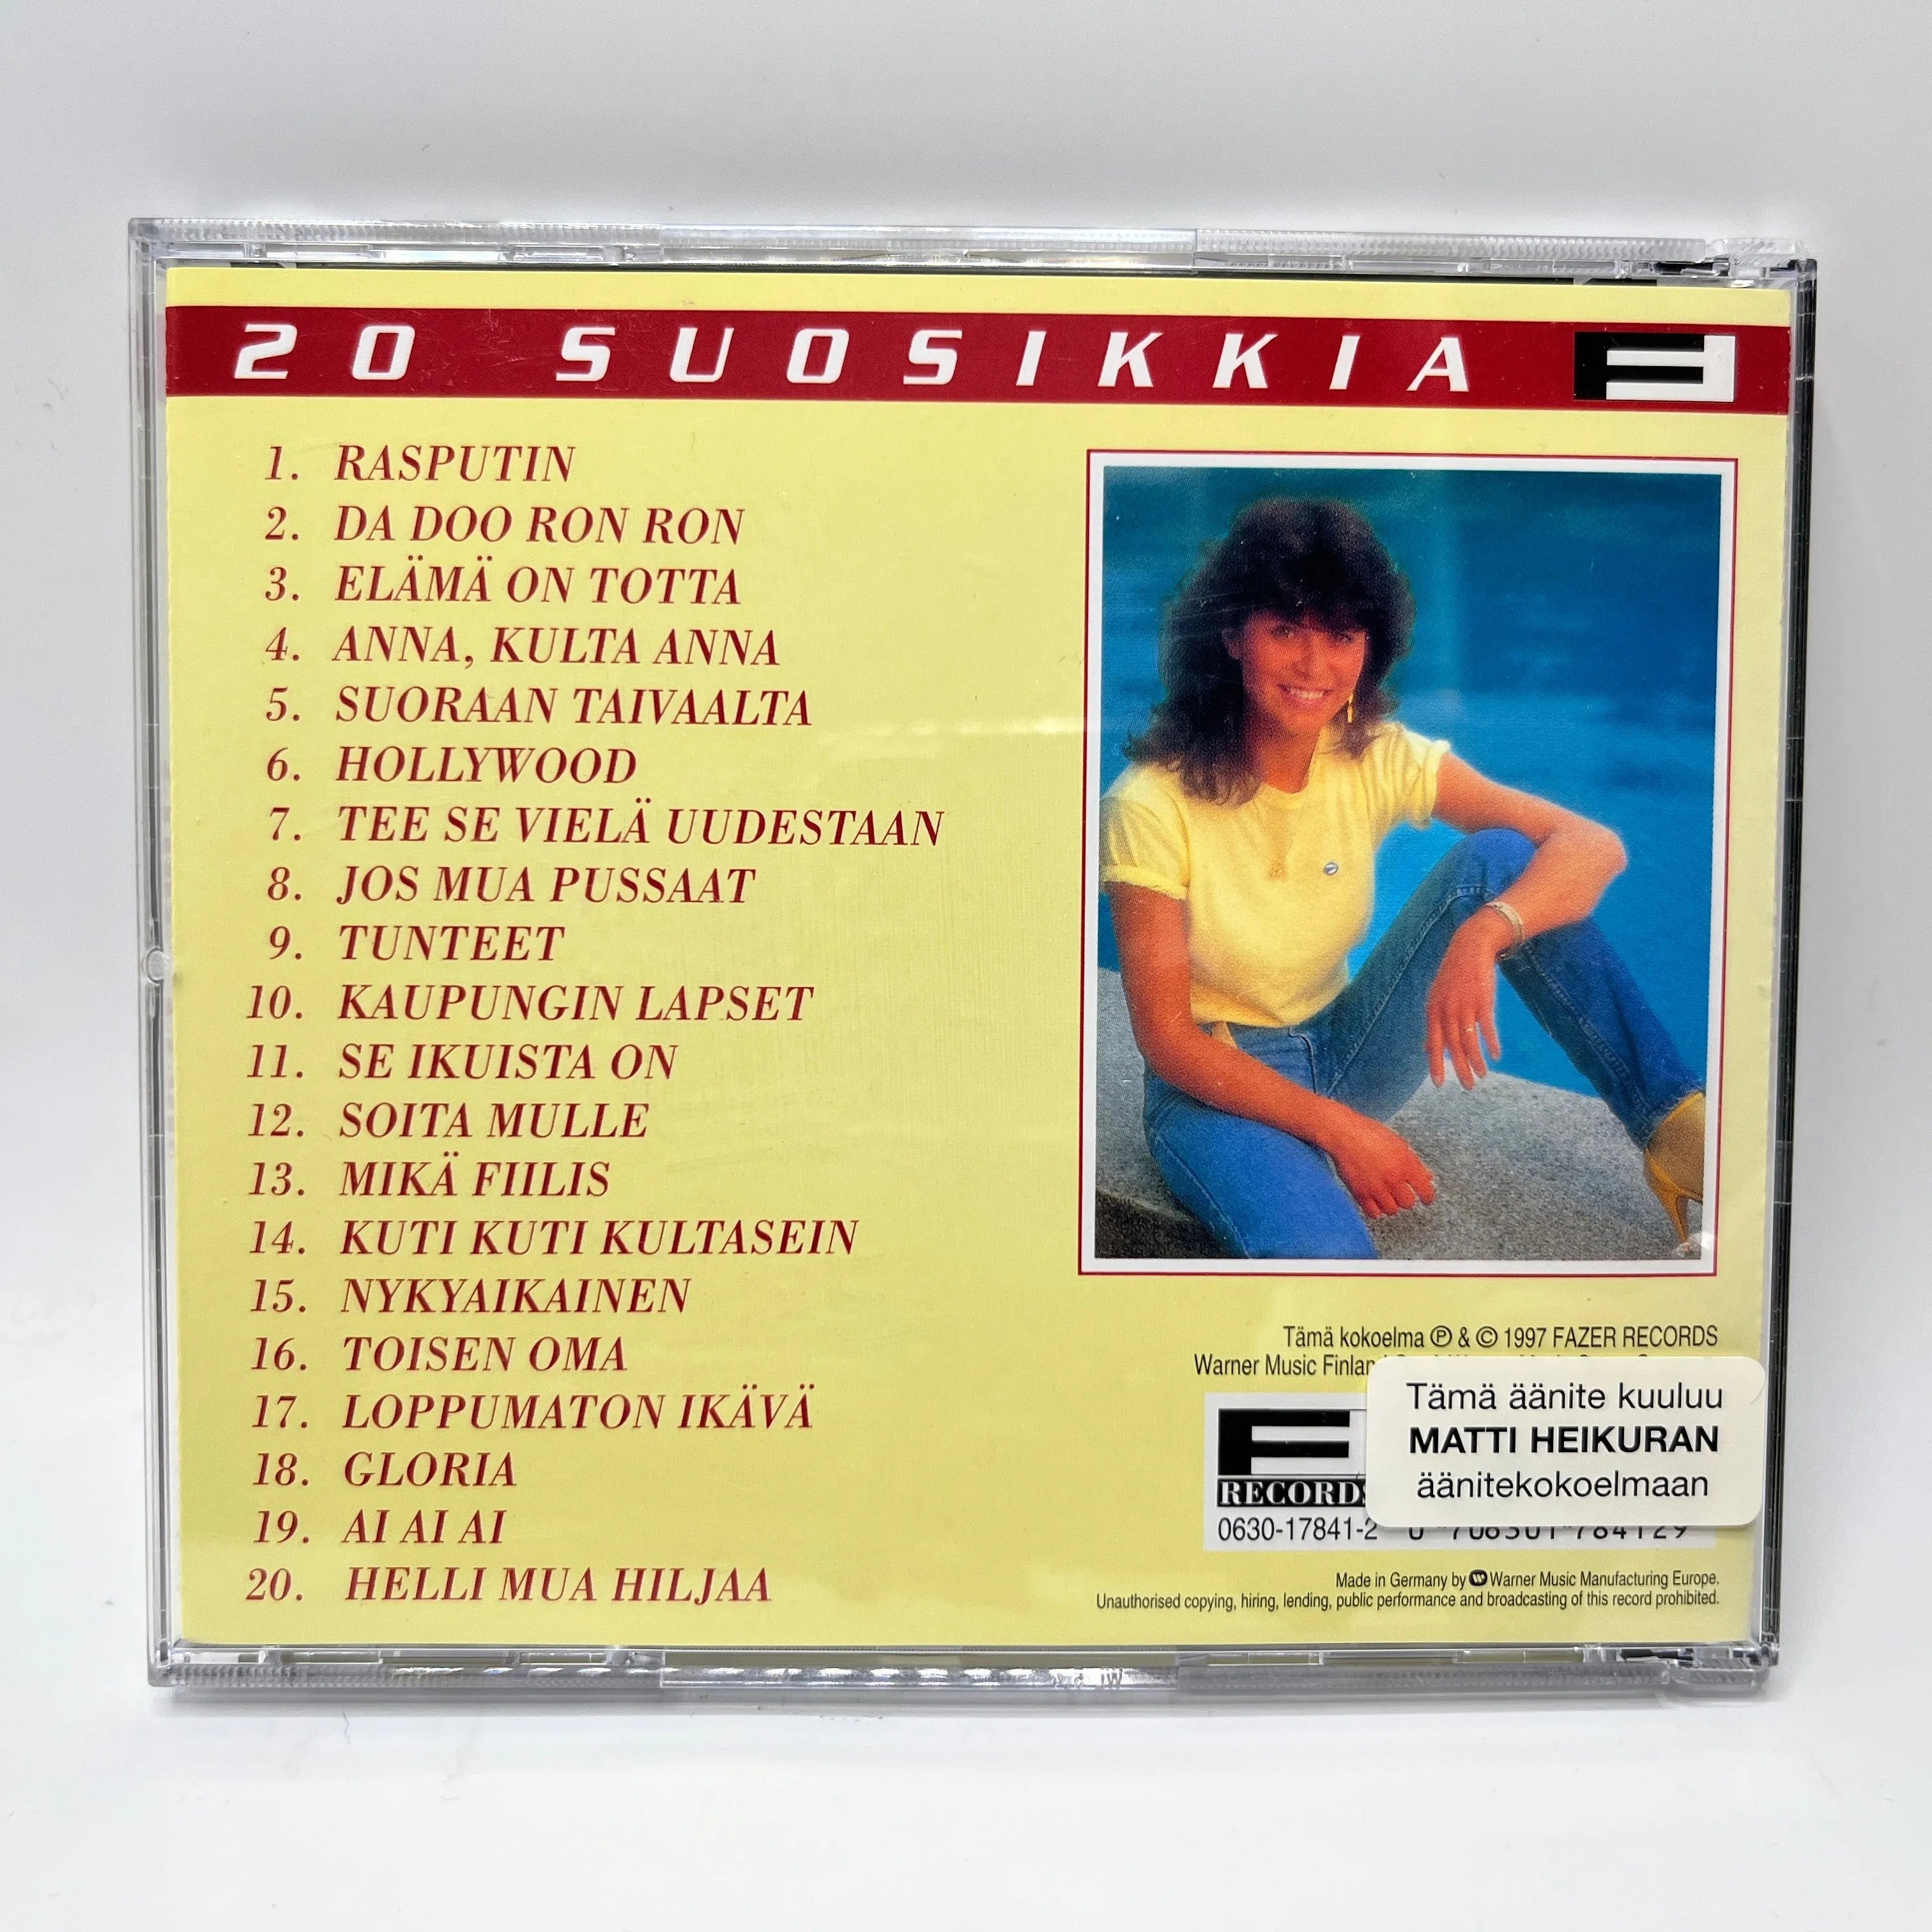 20 SUOSIKKIA F
1. RASPUTIN
2. DA DOO RON RON
3. ELÄMÄ ON TOTTA
4. ANNA, KULTA ANNA
5. SUORAAN TAIVAALTA
6. HOLLYWOOD
7. TEE SE VIELÄ UUDESTAAN
8. JOS MUA PUSSAAT
9. TUNTEET
10. KAUPUNGIN LAPSET
11. SE IKUISTA ON
12. SOITA MULLE
13. MIKÄ FIILIS
14. KUTI KUTI KULTASEIN
15. NYKYAIKAINEN
16. TOISEN OMA
17. LOPPUMATON IKÄVÄ
18. GLORIA
19. AI AI AI
20. HELLI MUA HILJAA
Tämä kokoelma ℗ & © 1997 FAZER RECORDS
Warner Music
Tämä äänite kuuluu
MATTI HEIKURAN
äänitekokoelmaan
F
RECORDS
0630-17841-2
Made in Germany by Warner Music Manufacturing Europe.
Unauthorised copying, hiring, lending, public performance and broadcasting of this record prohibited.